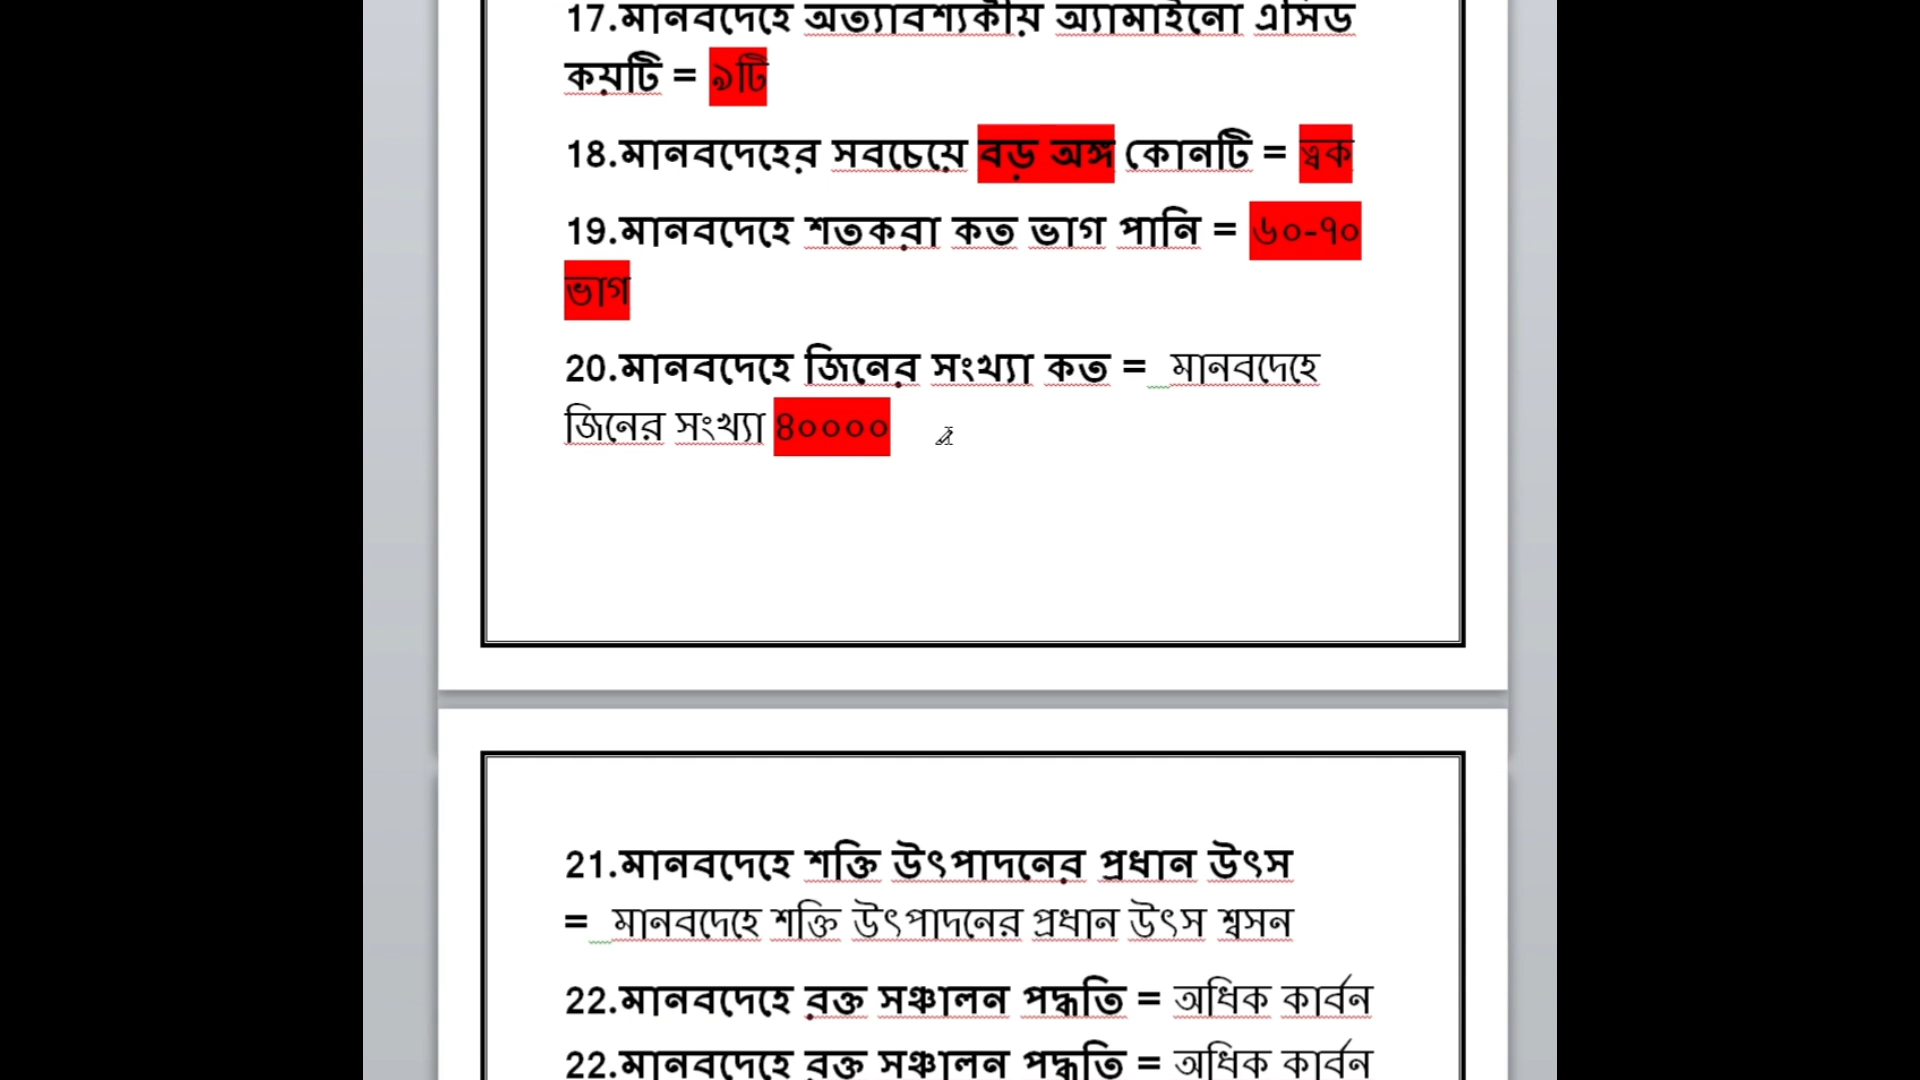 17.মানবদেহে অত্যাবশ্যকীয় অ্যামাইনো এসিড
কয়টি = ৯টি
18.মানবদেহের সবচেয়ে বড় অঙ্গ কোনটি = ত্বক
19.মানবদেহে শতকরা কত ভাগ পানি = ৬০-৭০
ভাগ
20.মানবদেহে জিনের সংখ্যা কত = মানবদেহে
জিনের সংখ্যা ৪০০০০
21.মানবদেহে শক্তি উৎপাদনের প্রধান উৎস
= মানবদেহে শক্তি উৎপাদনের প্রধান উৎস শ্বসন
22.মানবদেহে রক্ত সঞ্চালন পদ্ধতি = অধিক কার্বন
22.মানবদেহে রক্ত সঞ্চালন পদ্ধতি = অধিক কার্বন